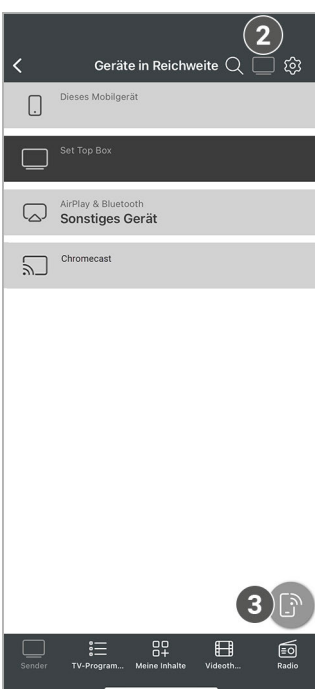 2
Geräte in Reichweite
Dieses Mobilgerät
Set Top Box
AirPlay & Bluetooth
Sonstiges Gerät
Chromecast
3
Sender
TV-Program...
Meine Inhalte
Videoth...
Radio